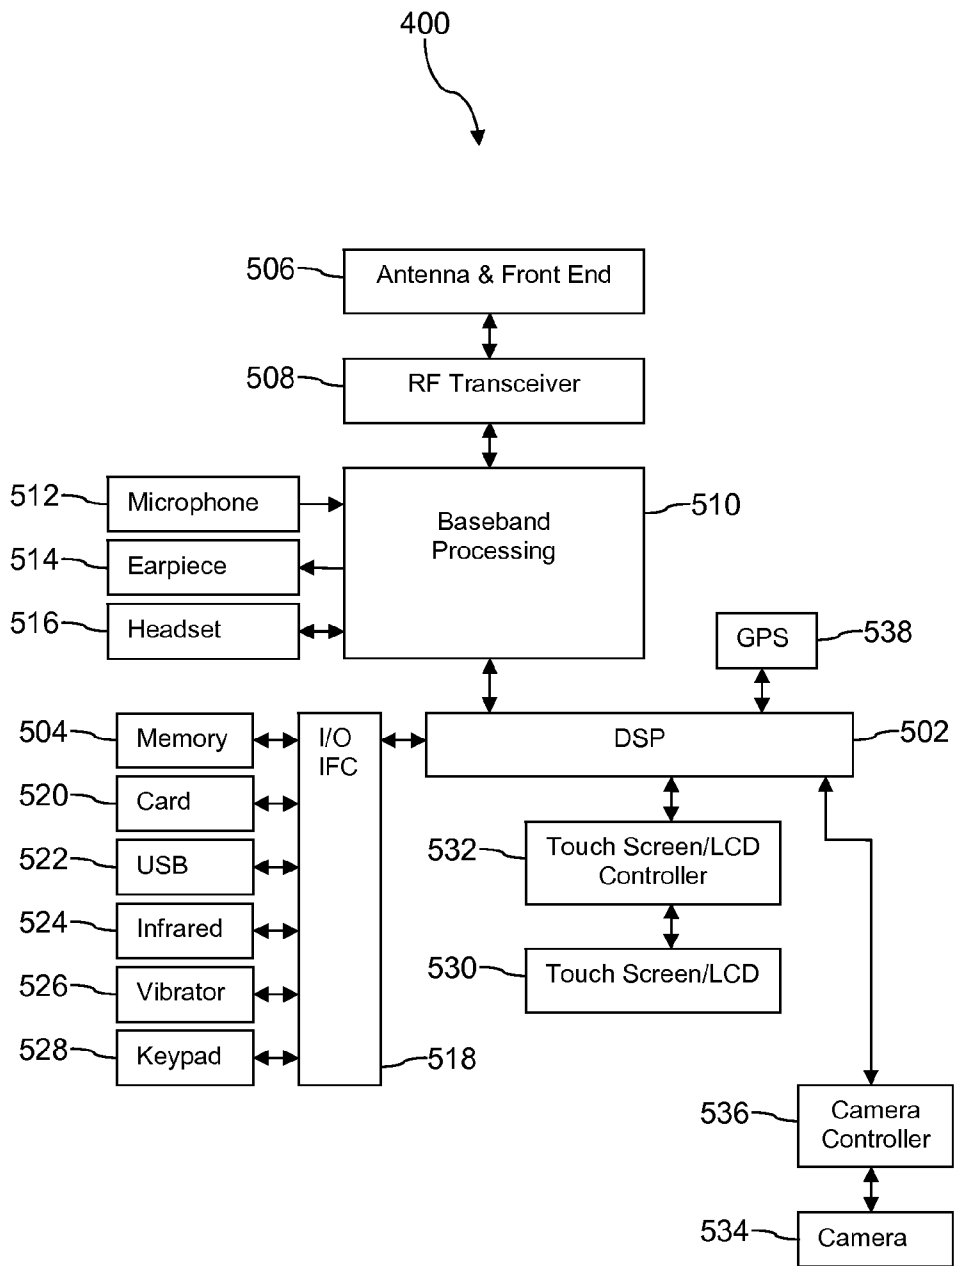 400
506
Antenna & Front End
508
RF Transceiver
512
Microphone
Baseband
Processing
510
514
Earpiece
516
Headset
GPS
538
504
Memory
I/O
IFC
DSP
502
520
Card
522
USB
532
Touch Screen/LCD
Controller
524
Infrared
526
Vibrator
530
Touch Screen/LCD
528
Keypad
518
536
Camera
Controller
534
Camera